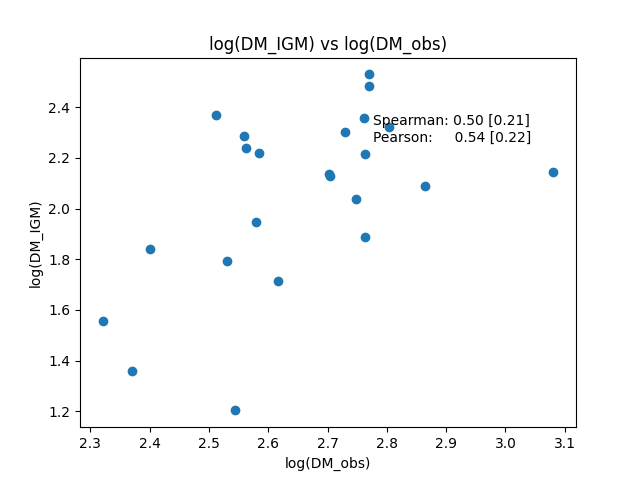 log(DM_IGM) vs log(DM_obs)
2.4
2.2
2.0
1.8
1.6
1.4
1.2
log(DM_IGM)
Spearman: 0.50 [0.21]
Pearson: 0.54 [0.22]
2.3 2.4 2.5 2.6 2.7 2.8 2.9 3.0 3.1
log(DM_obs)